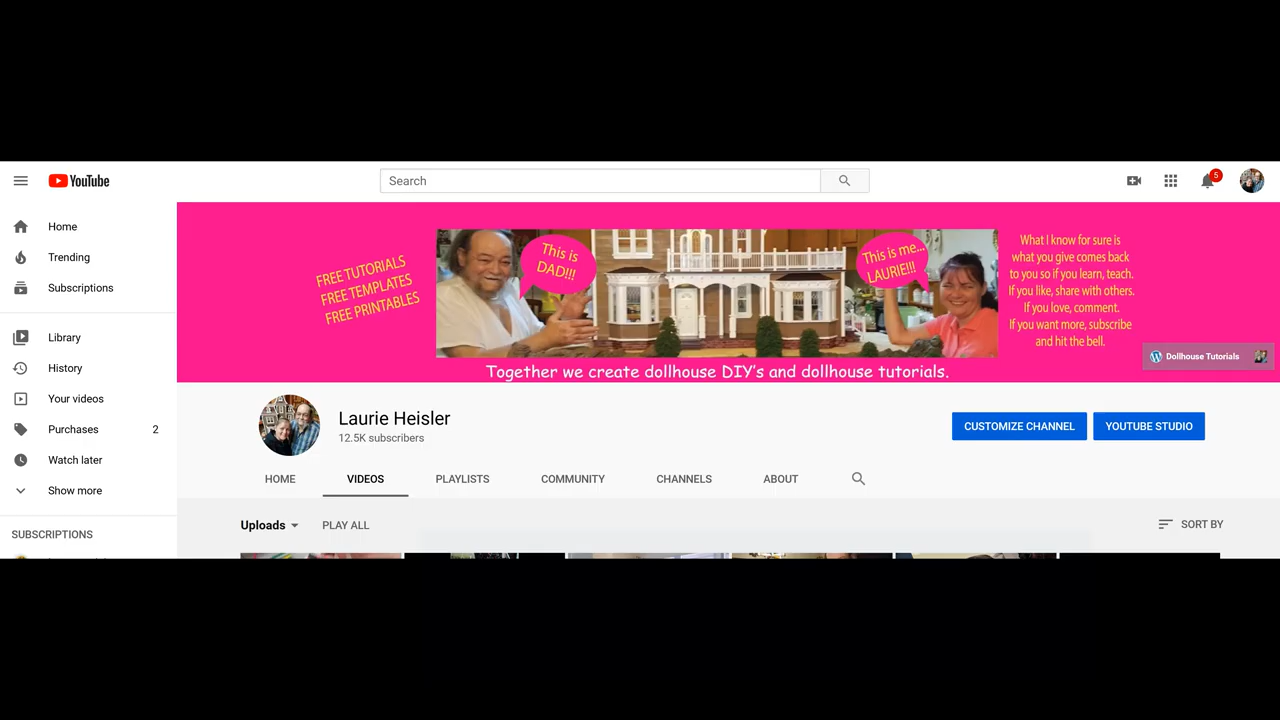 YouTube
Search
5
Home
Trending
Subscriptions
Library
History
Your videos
Purchases 2
Watch later
Show more
SUBSCRIPTIONS
FREE TUTORIALS
FREE TEMPLATES
FREE PRINTABLES
This is
DAD!!!
This is me...
LAURIE!!!
What I know for sure is
what you give comes back
to you so if you learn, teach.
If you like, share with others.
If you love, comment.
If you want more, subscribe
and hit the bell.
Together we create dollhouse DIY's and dollhouse tutorials.
Dollhouse Tutorials
Laurie Heisler
12.5K subscribers
CUSTOMIZE CHANNEL
YOUTUBE STUDIO
HOME
VIDEOS
PLAYLISTS
COMMUNITY
CHANNELS
ABOUT
Uploads
PLAY ALL
SORT BY